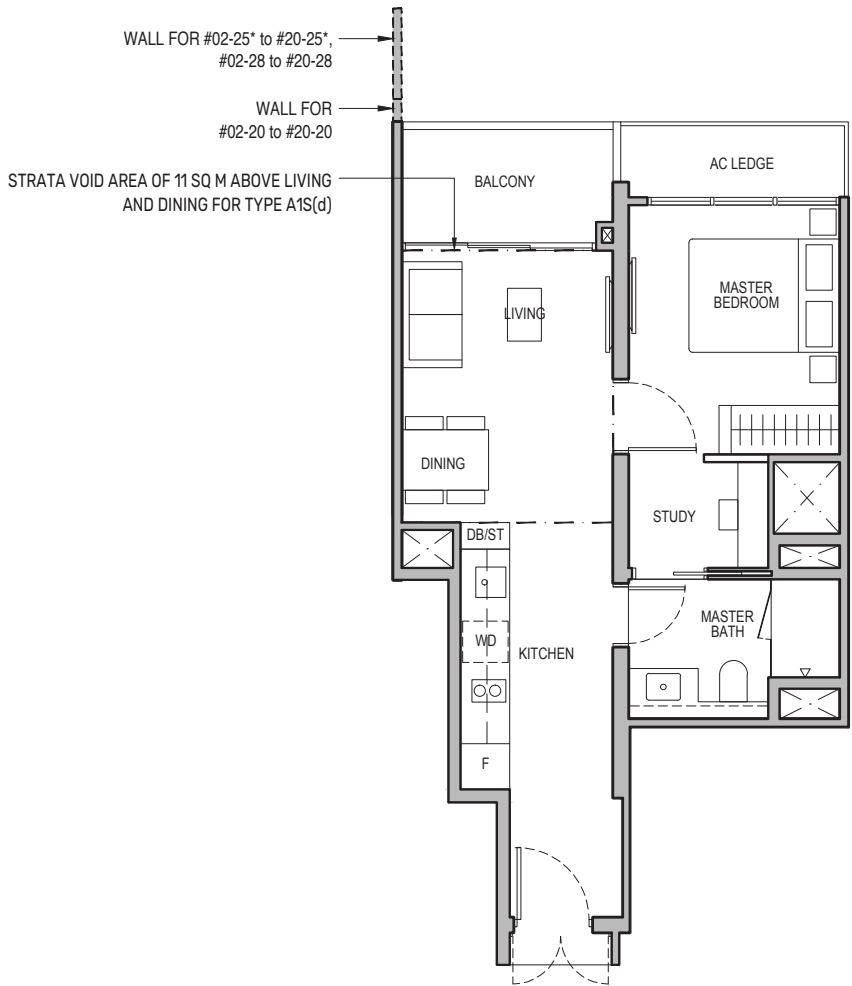 WALL FOR #02-25* to #20-25*,
#02-28 to #20-28
WALL FOR
#02-20 to #20-20
STRATA VOID AREA OF 11 SQ M ABOVE LIVING
AND DINING FOR TYPE A1S(d)
BALCONY
AC LEDGE
MASTER
BEDROOM
LIVING
DINING
STUDY
DB/ST
MASTER
BATH
WD
KITCHEN
F